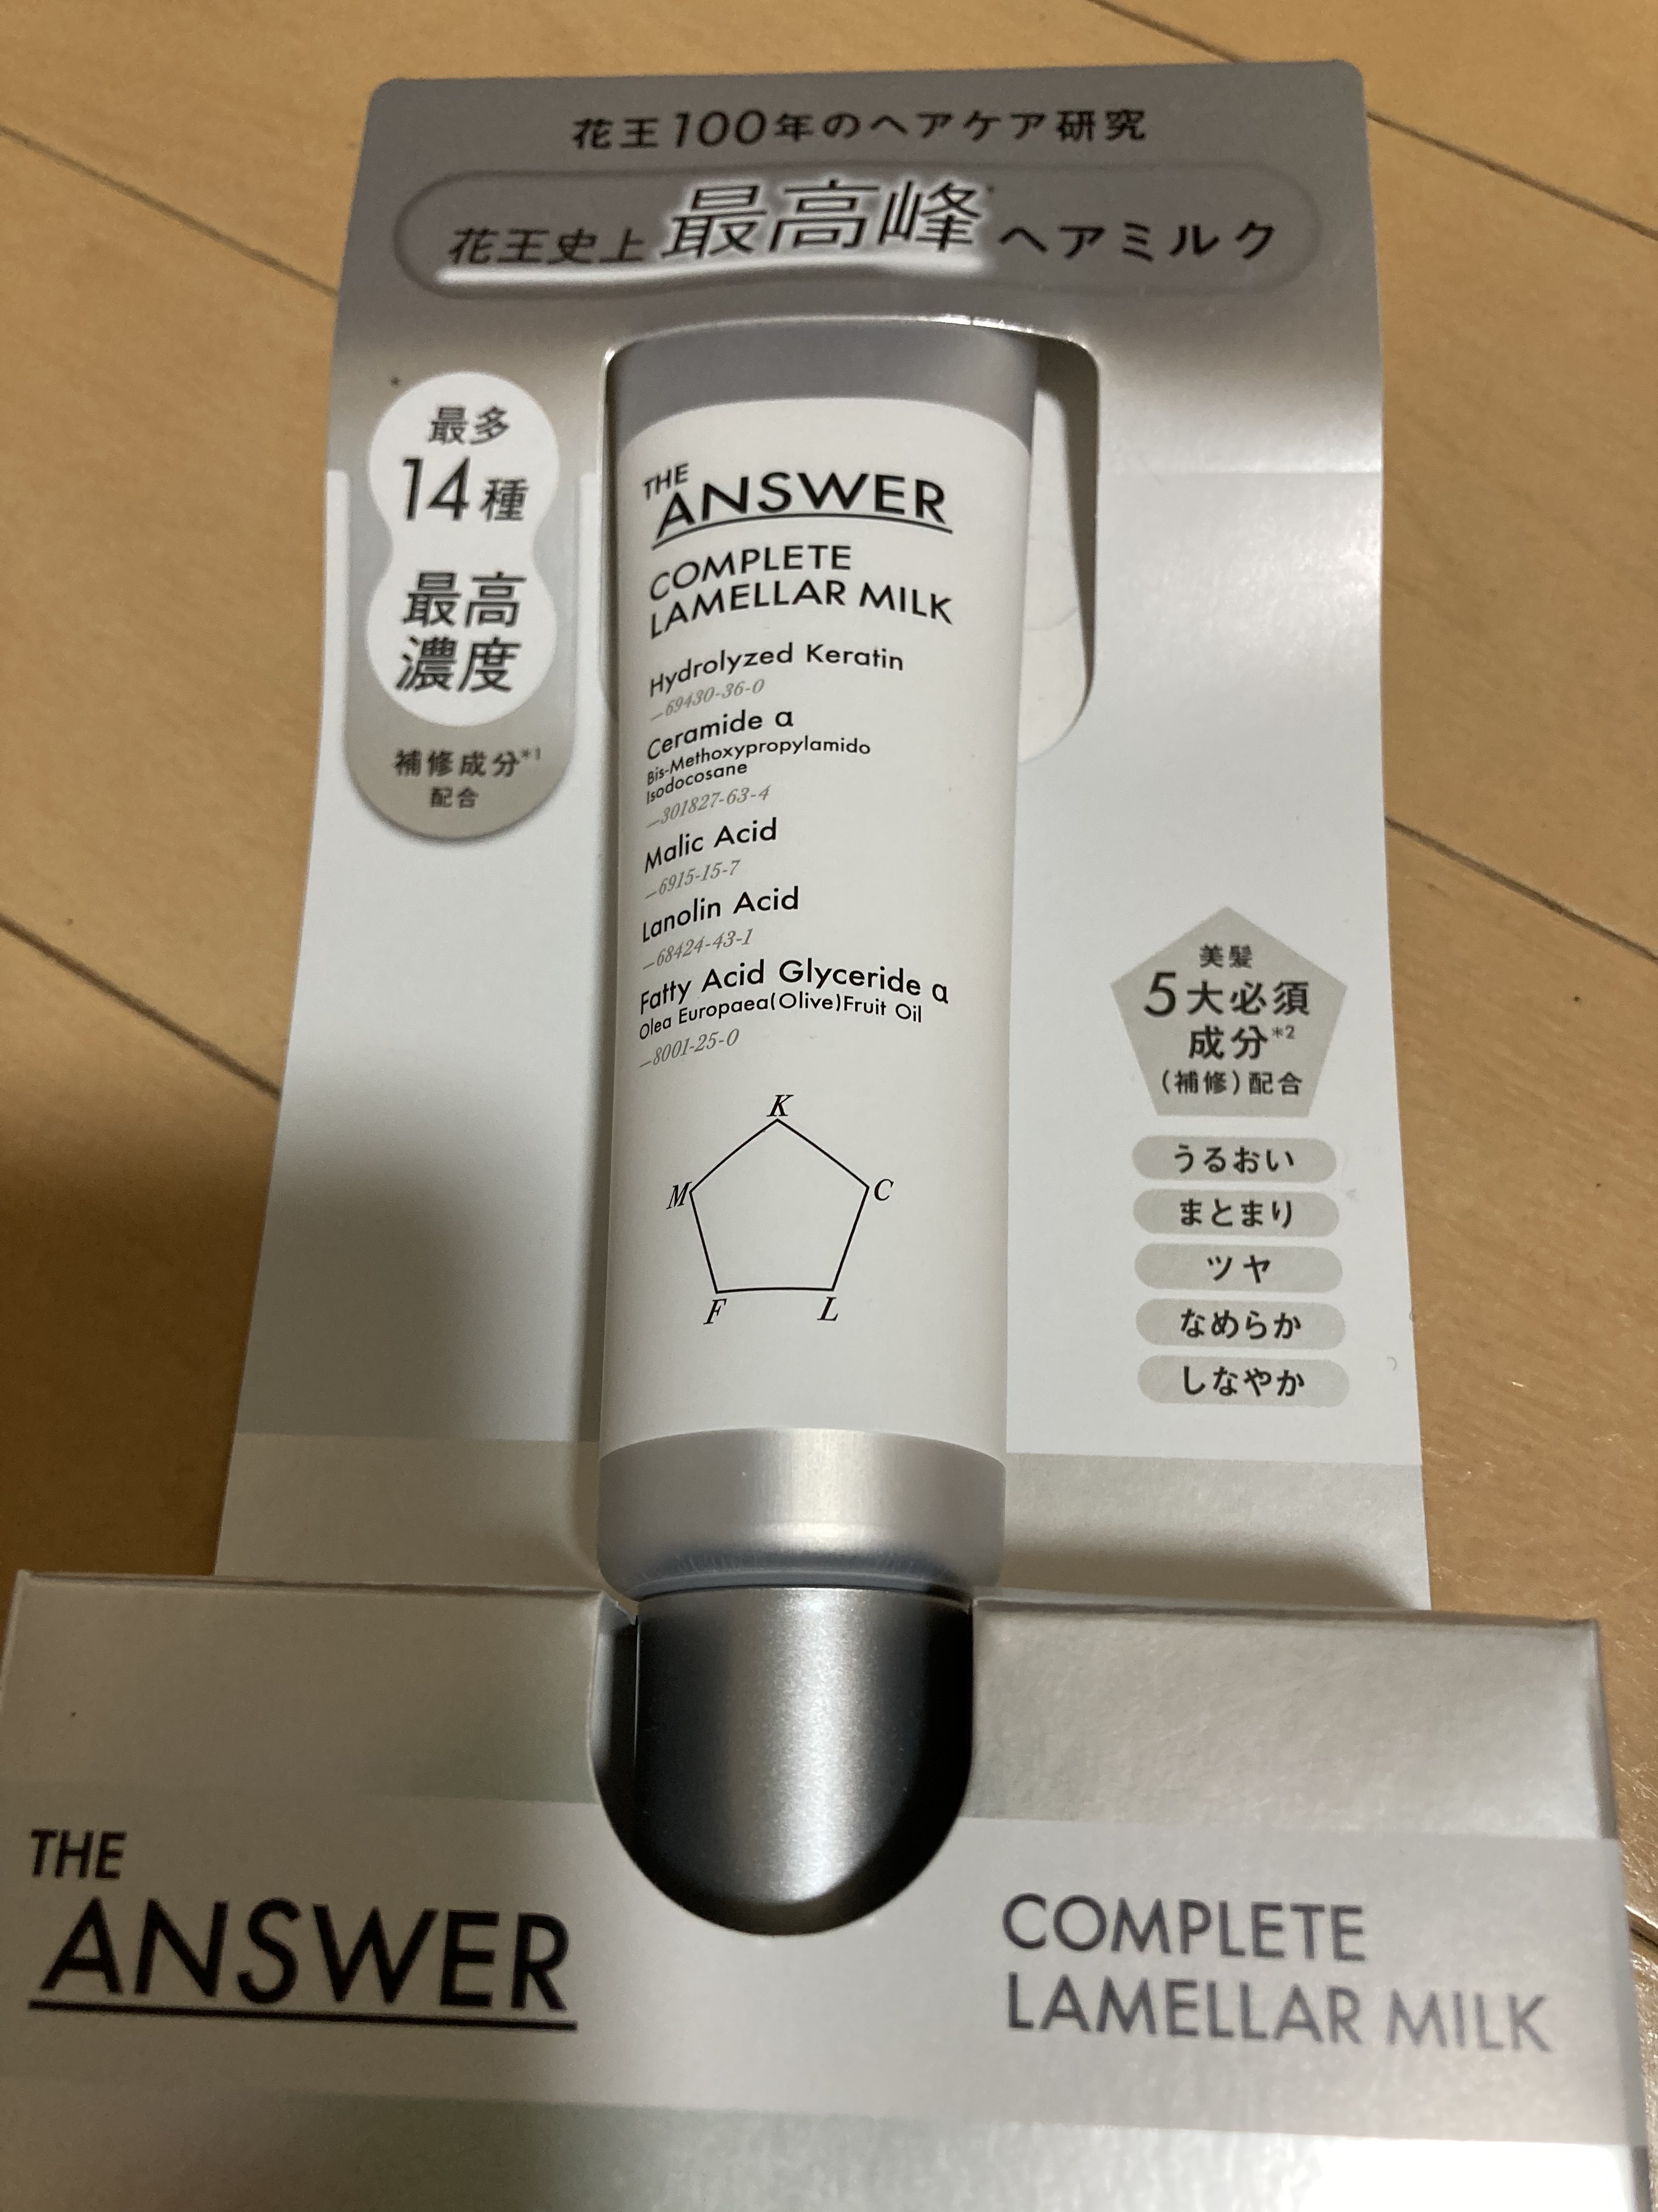 花王100年のヘアケア研究
花王史上最高峰*ヘアミルク
*
最多
14種
最高
濃度
補修成分*1
配合
THE
ANSWER
COMPLETE
LAMELLAR MILK
Hydrolyzed Keratin
—69430-36-0
Ceramide α
Bis-Methoxypropylamido
Isodocosane
—301827-63-4
Malic Acid
—6915-15-7
Lanolin Acid
—68424-43-1
Fatty Acid Glyceride α
Olea Europaea(Olive)Fruit Oil
—8001-25-0
K
M
C
F
L
美髪
5大必須
成分*2
(補修)配合
うるおい
まとまり
ツヤ
なめらか
しなやか
THE
ANSWER
COMPLETE
LAMELLAR MILK